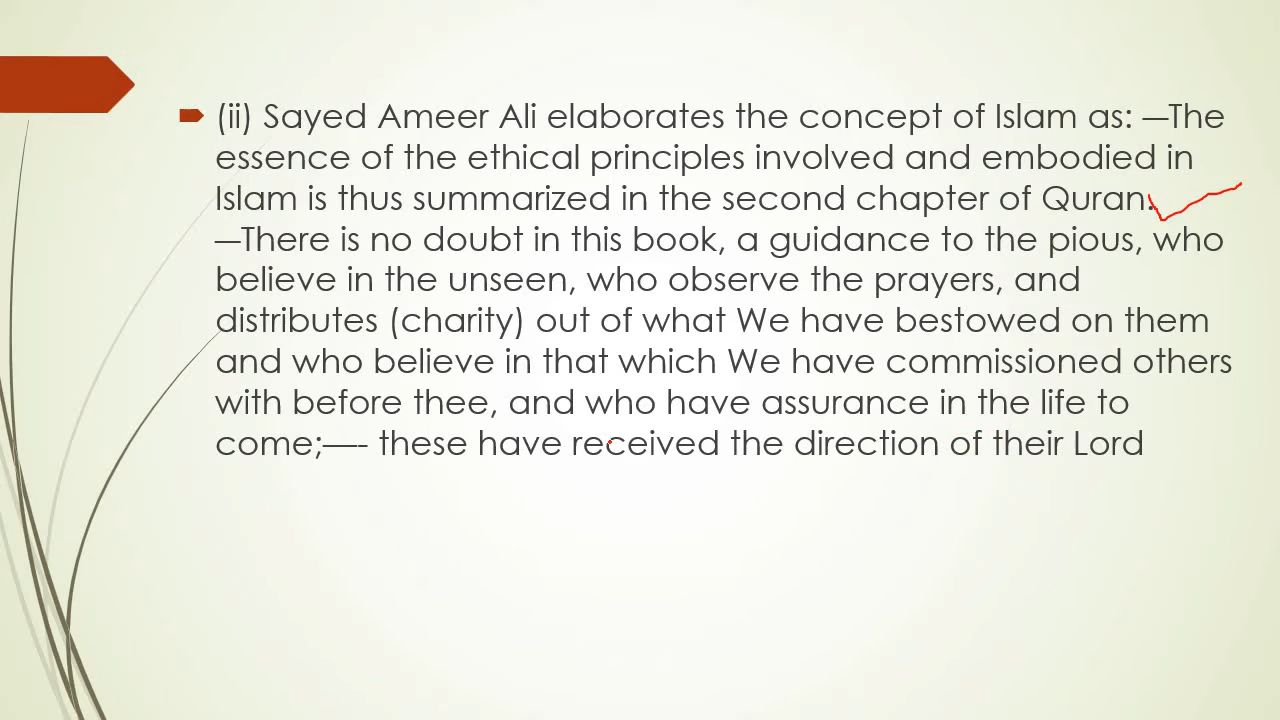 (ii) Sayed Ameer Ali elaborates the concept of Islam as: ―The
essence of the ethical principles involved and embodied in
Islam is thus summarized in the second chapter of Quran.
―There is no doubt in this book, a guidance to the pious, who
believe in the unseen, who observe the prayers, and
distributes (charity) out of what We have bestowed on them
and who believe in that which We have commissioned others
with before thee, and who have assurance in the life to
come;—- these have received the direction of their Lord